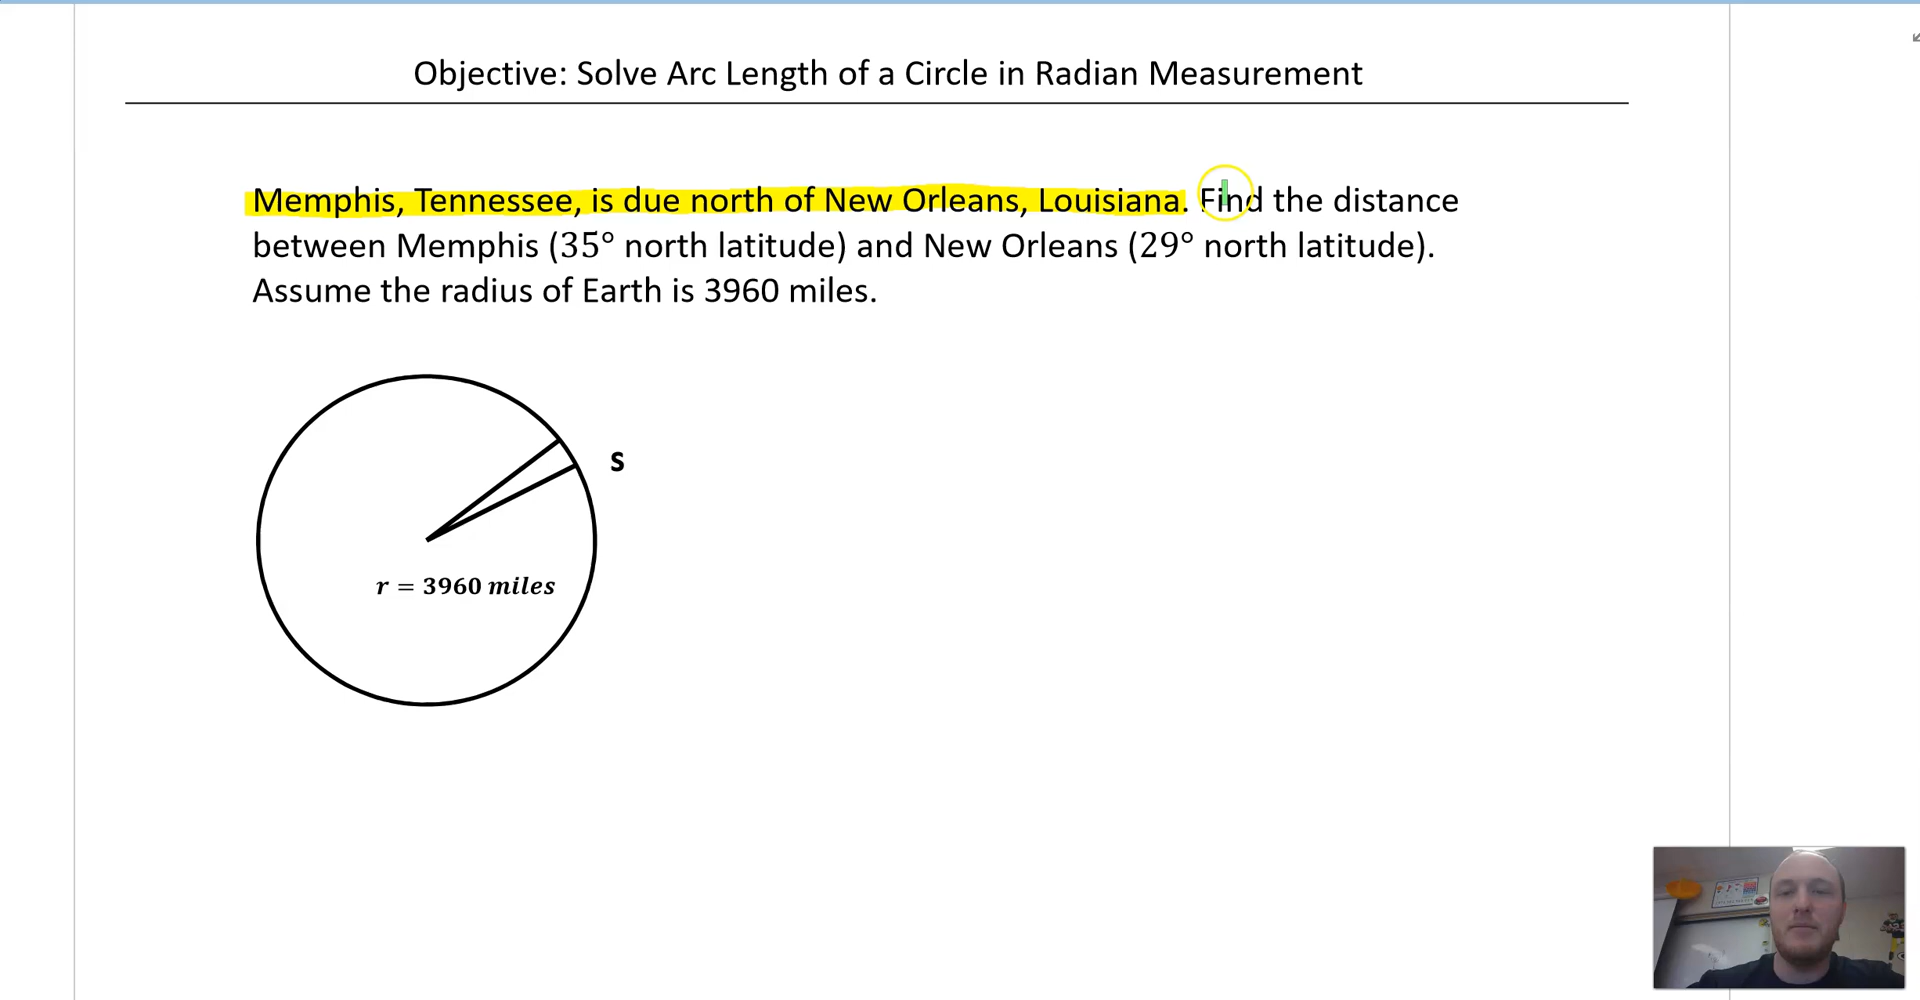 Objective: Solve Arc Length of a Circle in Radian Measurement
Memphis, Tennessee, is due north of New Orleans, Louisiana. Find the distance
between Memphis (35° north latitude) and New Orleans (29° north latitude).
Assume the radius of Earth is 3960 miles.
s
r = 3960 miles